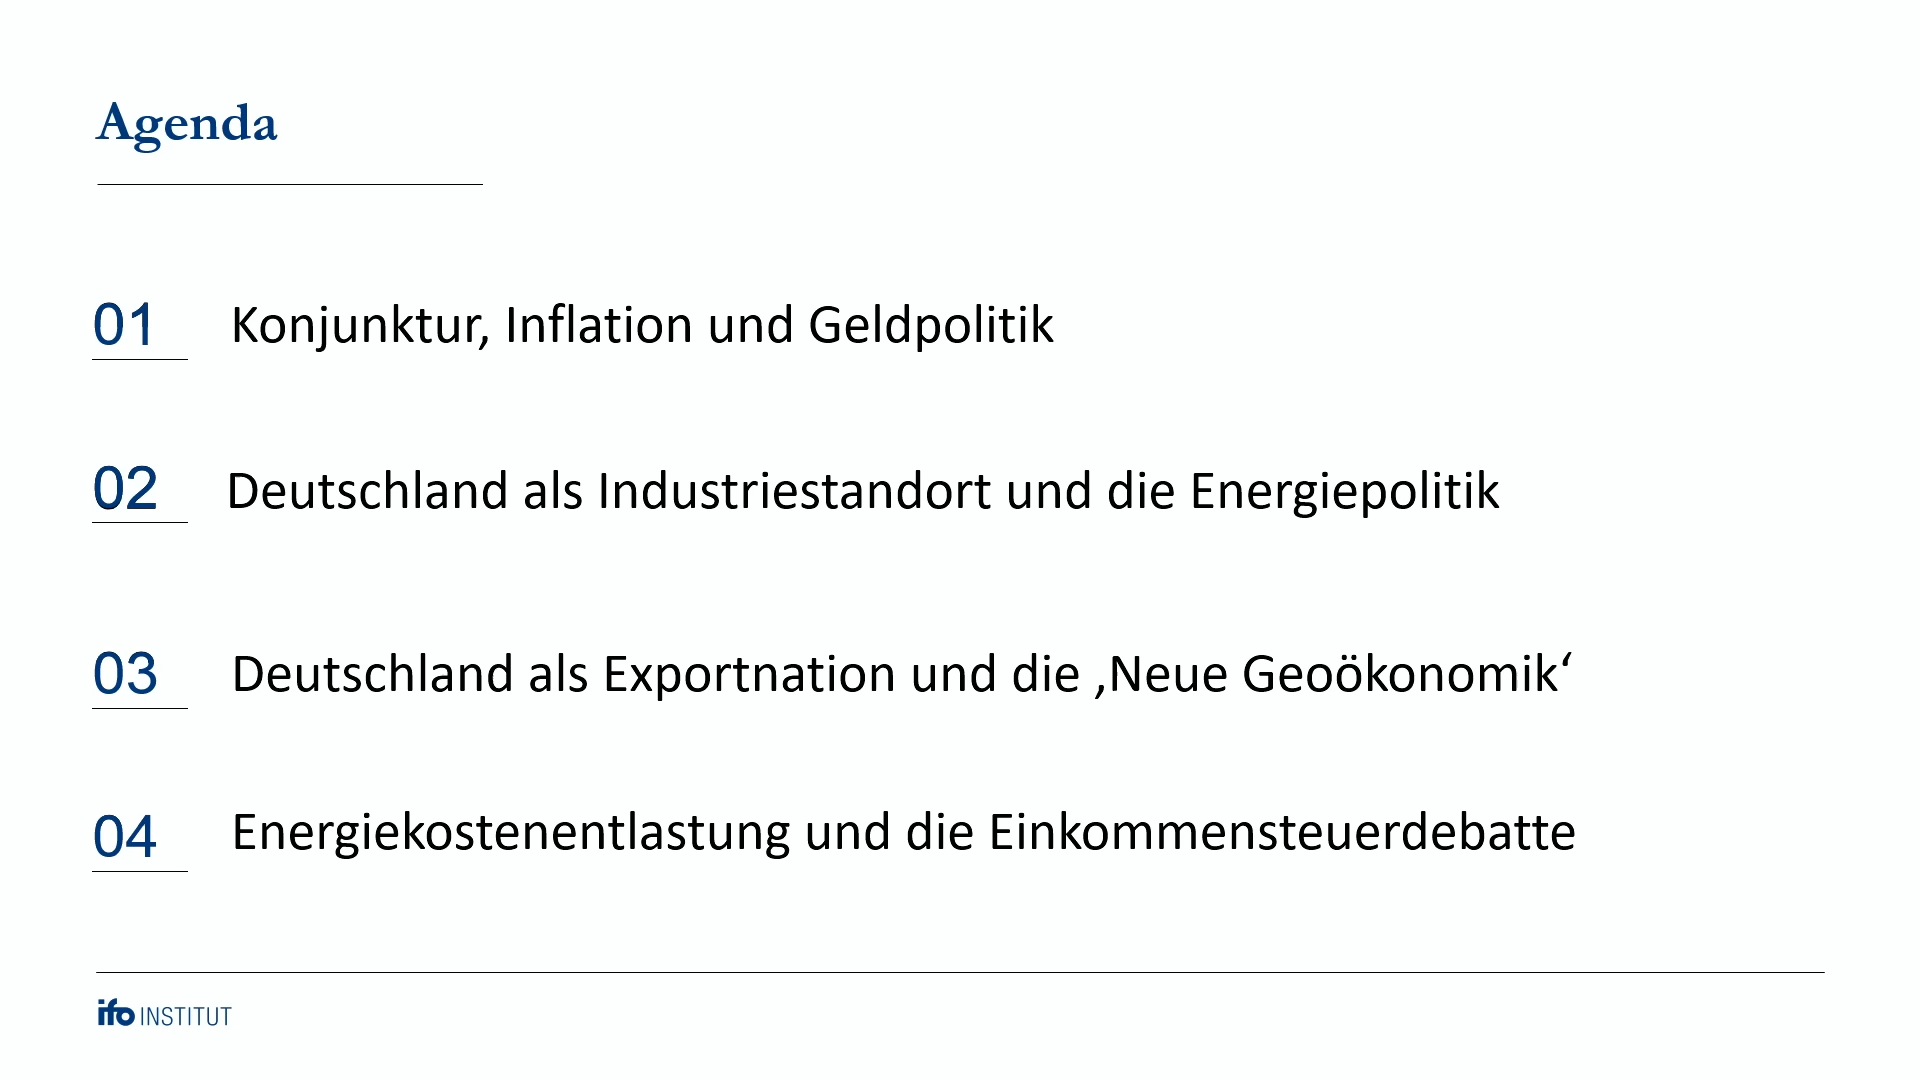 Agenda
01 Konjunktur, Inflation und Geldpolitik
02 Deutschland als Industriestandort und die Energiepolitik
03 Deutschland als Exportnation und die ‚Neue Geoökonomik‘
04 Energiekostenentlastung und die Einkommensteuerdebatte
ifo INSTITUT